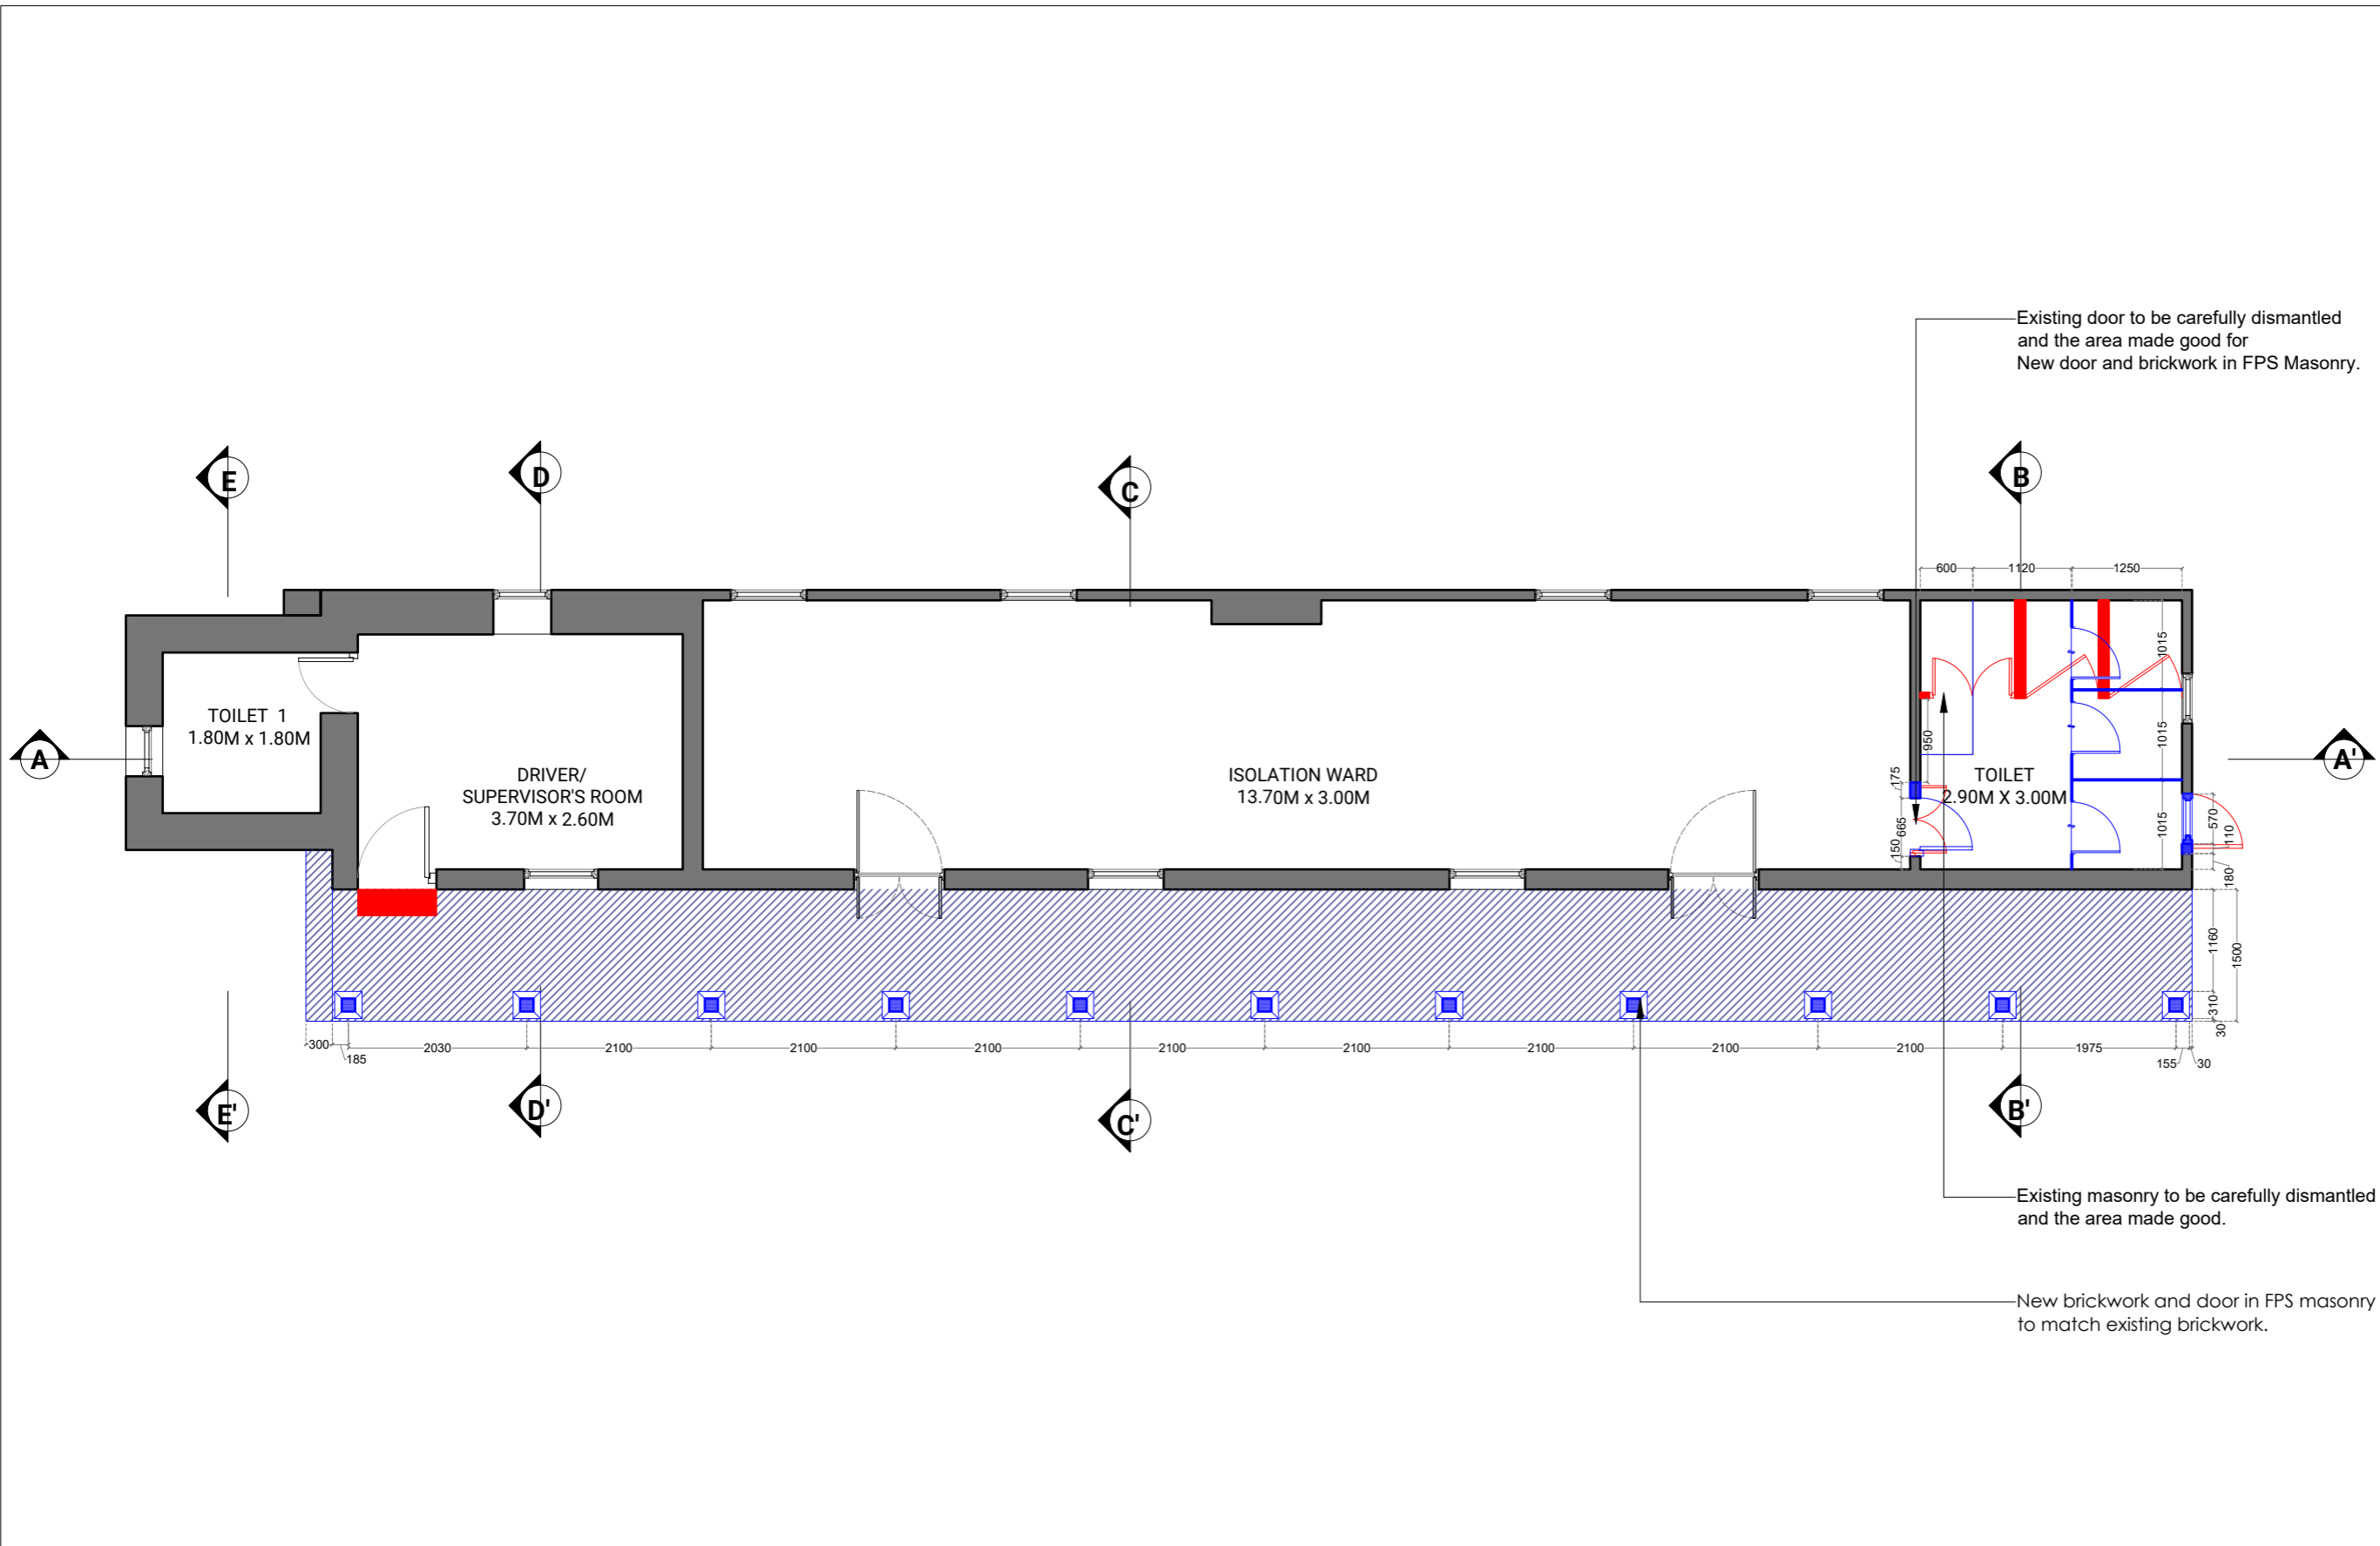 Existing door to be carefully dismantled
and the area made good for
New door and brickwork in FPS Masonry.
E
D
C
B
600
1120
1250
1015
TOILET 1
1.80M x 1.80M
A
A'
950
1015
175
DRIVER/
SUPERVISOR'S ROOM
3.70M x 2.60M
ISOLATION WARD
13.70M x 3.00M
TOILET
2.90M X 3.00M
665
150
1015
570
110
180
1160
1500
310
30
300
185
2030
2100
2100
2100
2100
2100
2100
2100
2100
1975
155
30
E'
D'
C'
B'
Existing masonry to be carefully dismantled
and the area made good.
New brickwork and door in FPS masonry
to match existing brickwork.